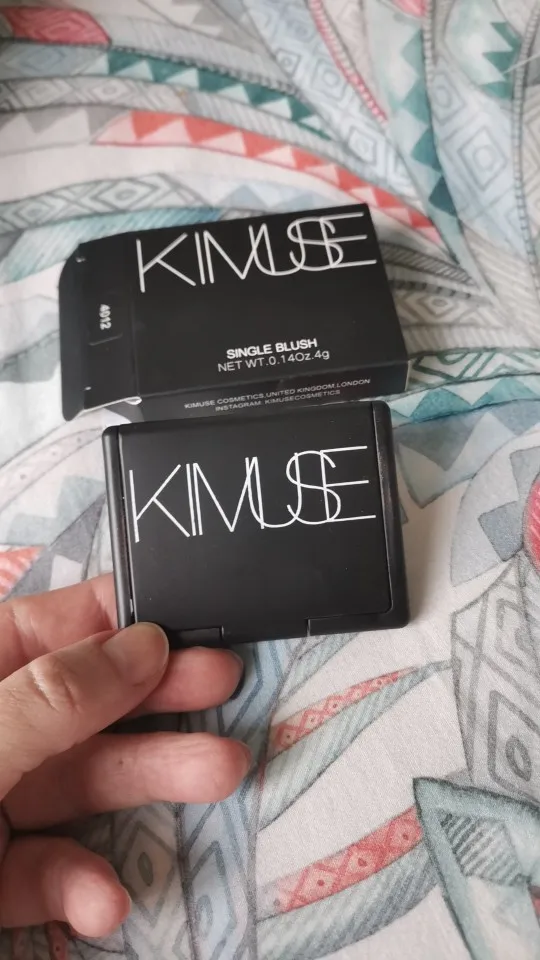 KIMUSE
4012
SINGLE BLUSH
NET WT.0.14Oz.4g
KIMUSE COSMETICS.UNITED KINGDOM.LONDON
INSTAGRAM. KIMUSECOSMETICS
KIMUSE